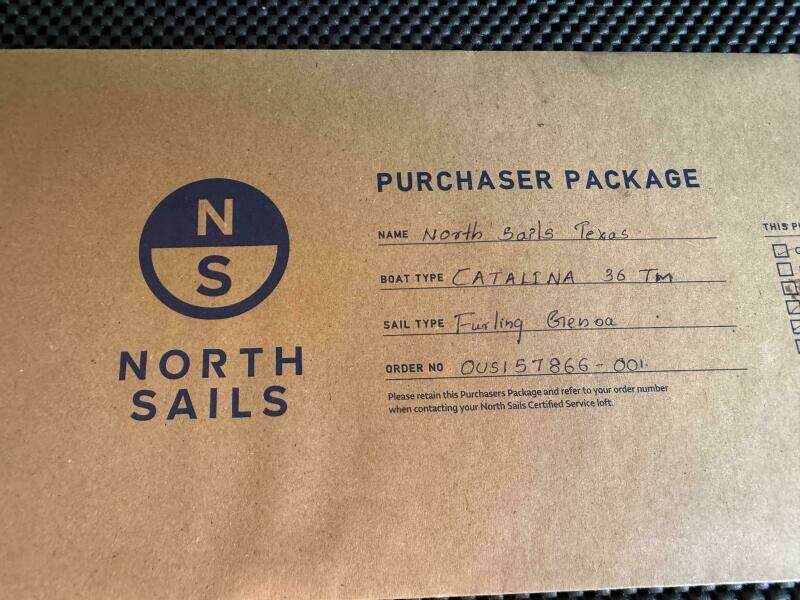 PURCHASER PACKAGE
N
S
NORTH
SAILS
NAME North Sails Texas
BOAT TYPE CATALINA 36 TM
SAIL TYPE Furling Genoa
ORDER NO OUS157866-001
Please retain this Purchasers Package and refer to your order number
when contacting your North Sails Certified Service loft.
THIS